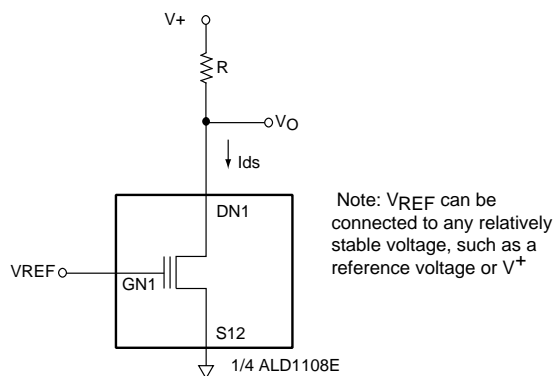 V+
R
VO
Ids
DN1
Note: VREF can be
connected to any relatively
stable voltage, such as a
reference voltage or V+
VREF
GN1
S12
1/4 ALD1108E